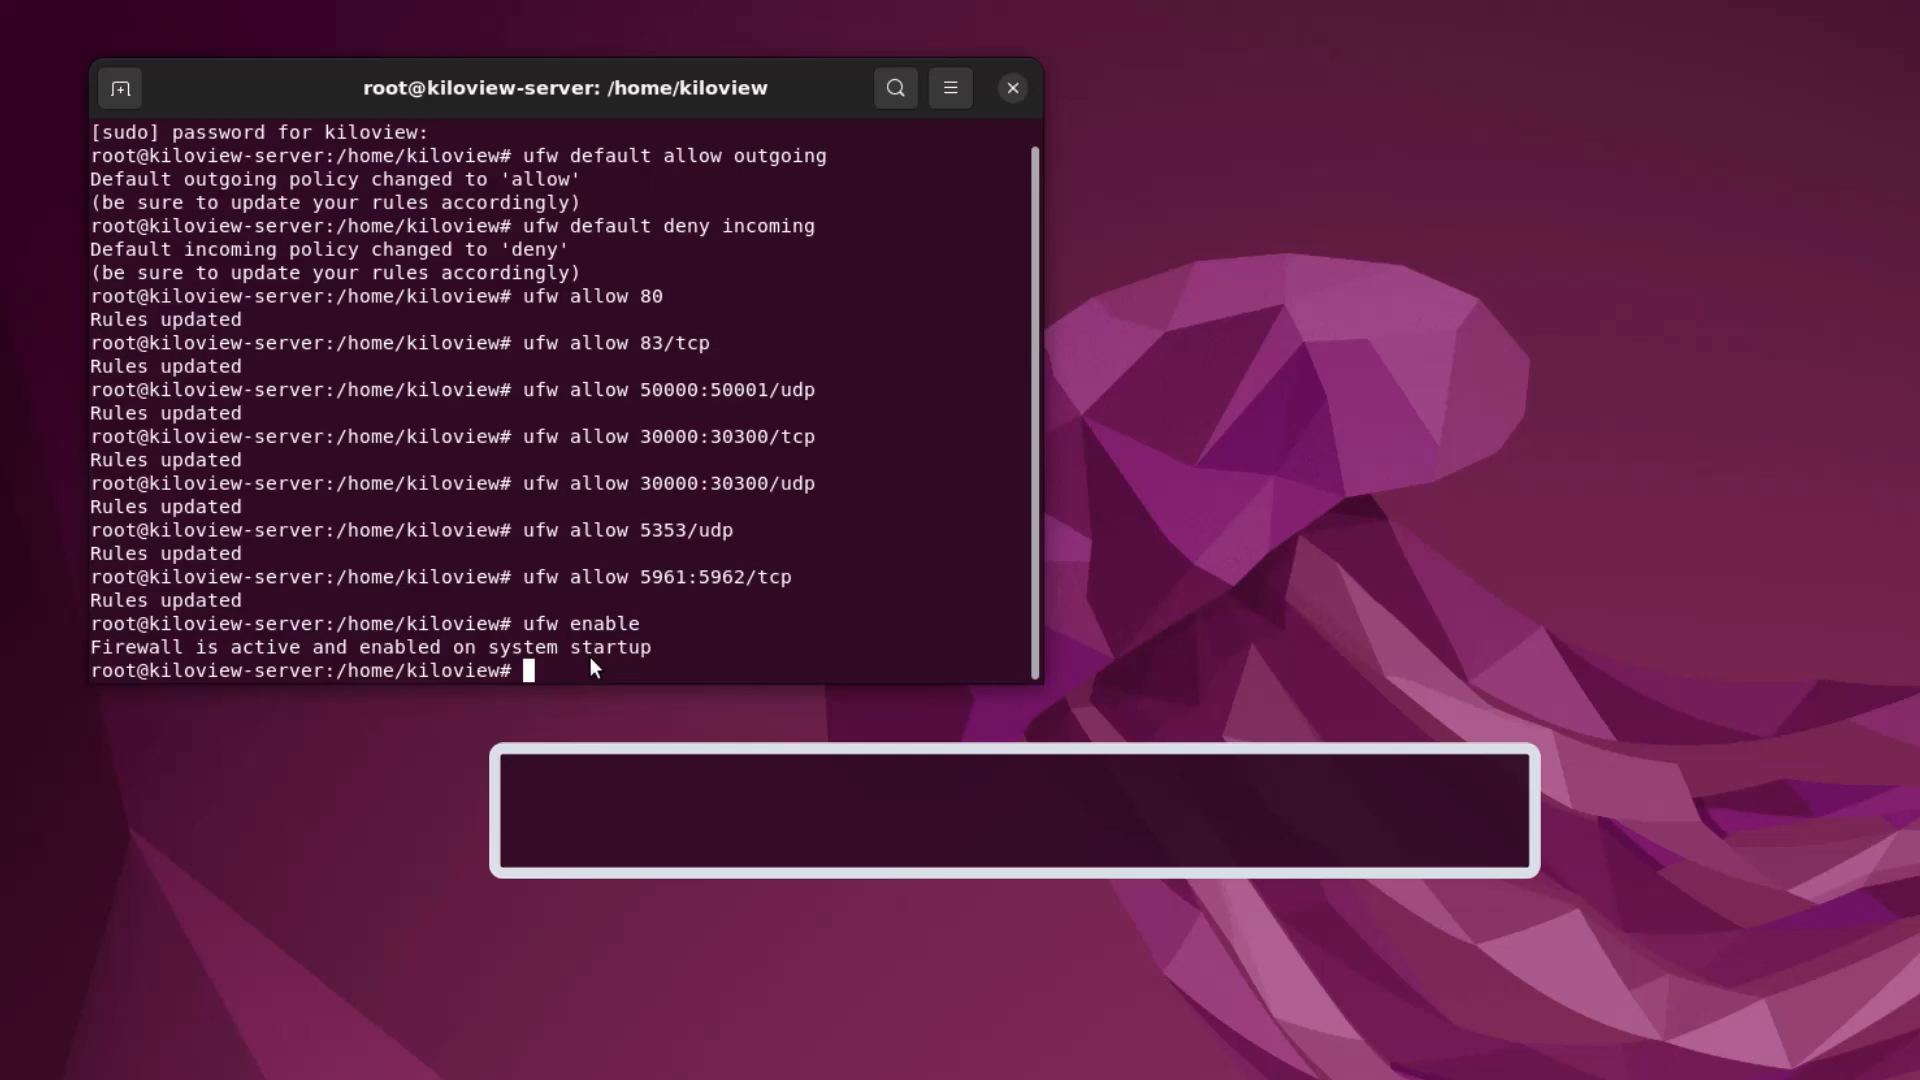 root@kiloview-server: /home/kiloview
[sudo] password for kiloview:
root@kiloview-server:/home/kiloview# ufw default allow outgoing
Default outgoing policy changed to 'allow'
(be sure to update your rules accordingly)
root@kiloview-server:/home/kiloview# ufw default deny incoming
Default incoming policy changed to 'deny'
(be sure to update your rules accordingly)
root@kiloview-server:/home/kiloview# ufw allow 80
Rules updated
root@kiloview-server:/home/kiloview# ufw allow 83/tcp
Rules updated
root@kiloview-server:/home/kiloview# ufw allow 50000:50001/udp
Rules updated
root@kiloview-server:/home/kiloview# ufw allow 30000:30300/tcp
Rules updated
root@kiloview-server:/home/kiloview# ufw allow 30000:30300/udp
Rules updated
root@kiloview-server:/home/kiloview# ufw allow 5353/udp
Rules updated
root@kiloview-server:/home/kiloview# ufw allow 5961:5962/tcp
Rules updated
root@kiloview-server:/home/kiloview# ufw enable
Firewall is active and enabled on system startup
root@kiloview-server:/home/kiloview#